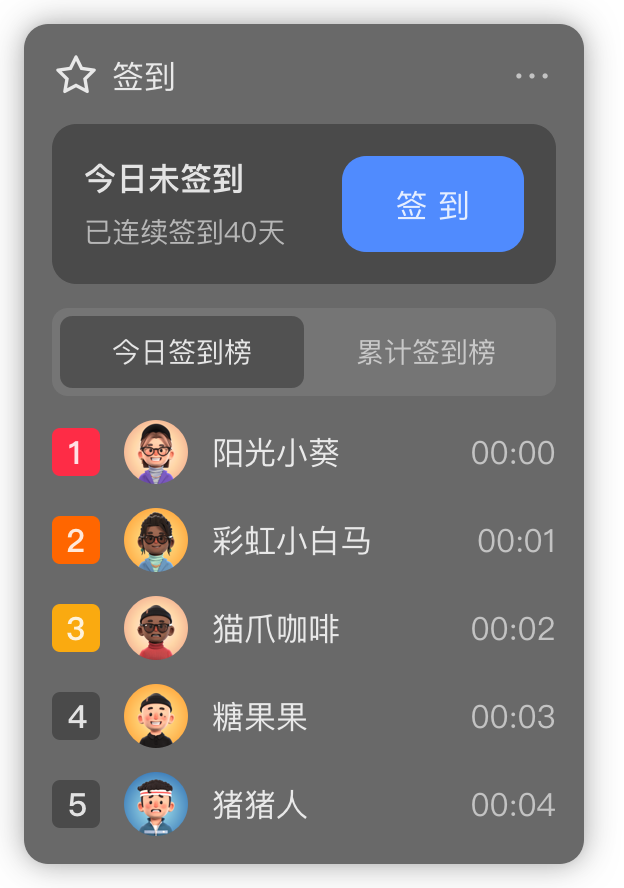 签到
今日未签到
签 到
已连续签到40天
今日签到榜 累计签到榜
1 阳光小葵 00:00
2 彩虹小白马 00:01
3 猫爪咖啡 00:02
4 糖果果 00:03
5 猪猪人 00:04